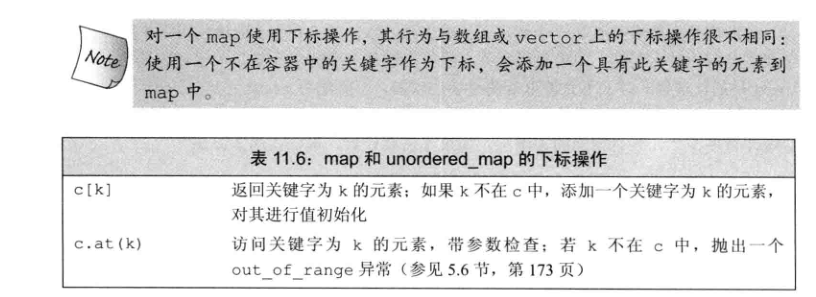 Note
对一个 map 使用下标操作，其行为与数组或 vector 上的下标操作很不相同：
使用一个不在容器中的关键字作为下标，会添加一个具有此关键字的元素到
map 中。
表 11.6：map 和 unordered_map 的下标操作
c[k] 返回关键字为 k 的元素；如果 k 不在 c 中，添加一个关键字为 k 的元素，
对其进行值初始化
c.at(k) 访问关键字为 k 的元素，带参数检查；若 k 不在 c 中，抛出一个
out_of_range 异常（参见 5.6 节，第 173 页）